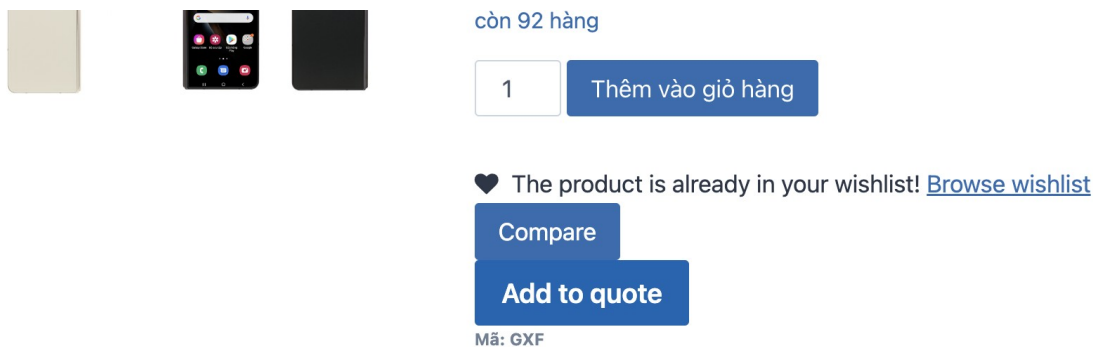 còn 92 hàng
1
Thêm vào giỏ hàng
The product is already in your wishlist! Browse wishlist
Compare
Add to quote
Mã: GXF